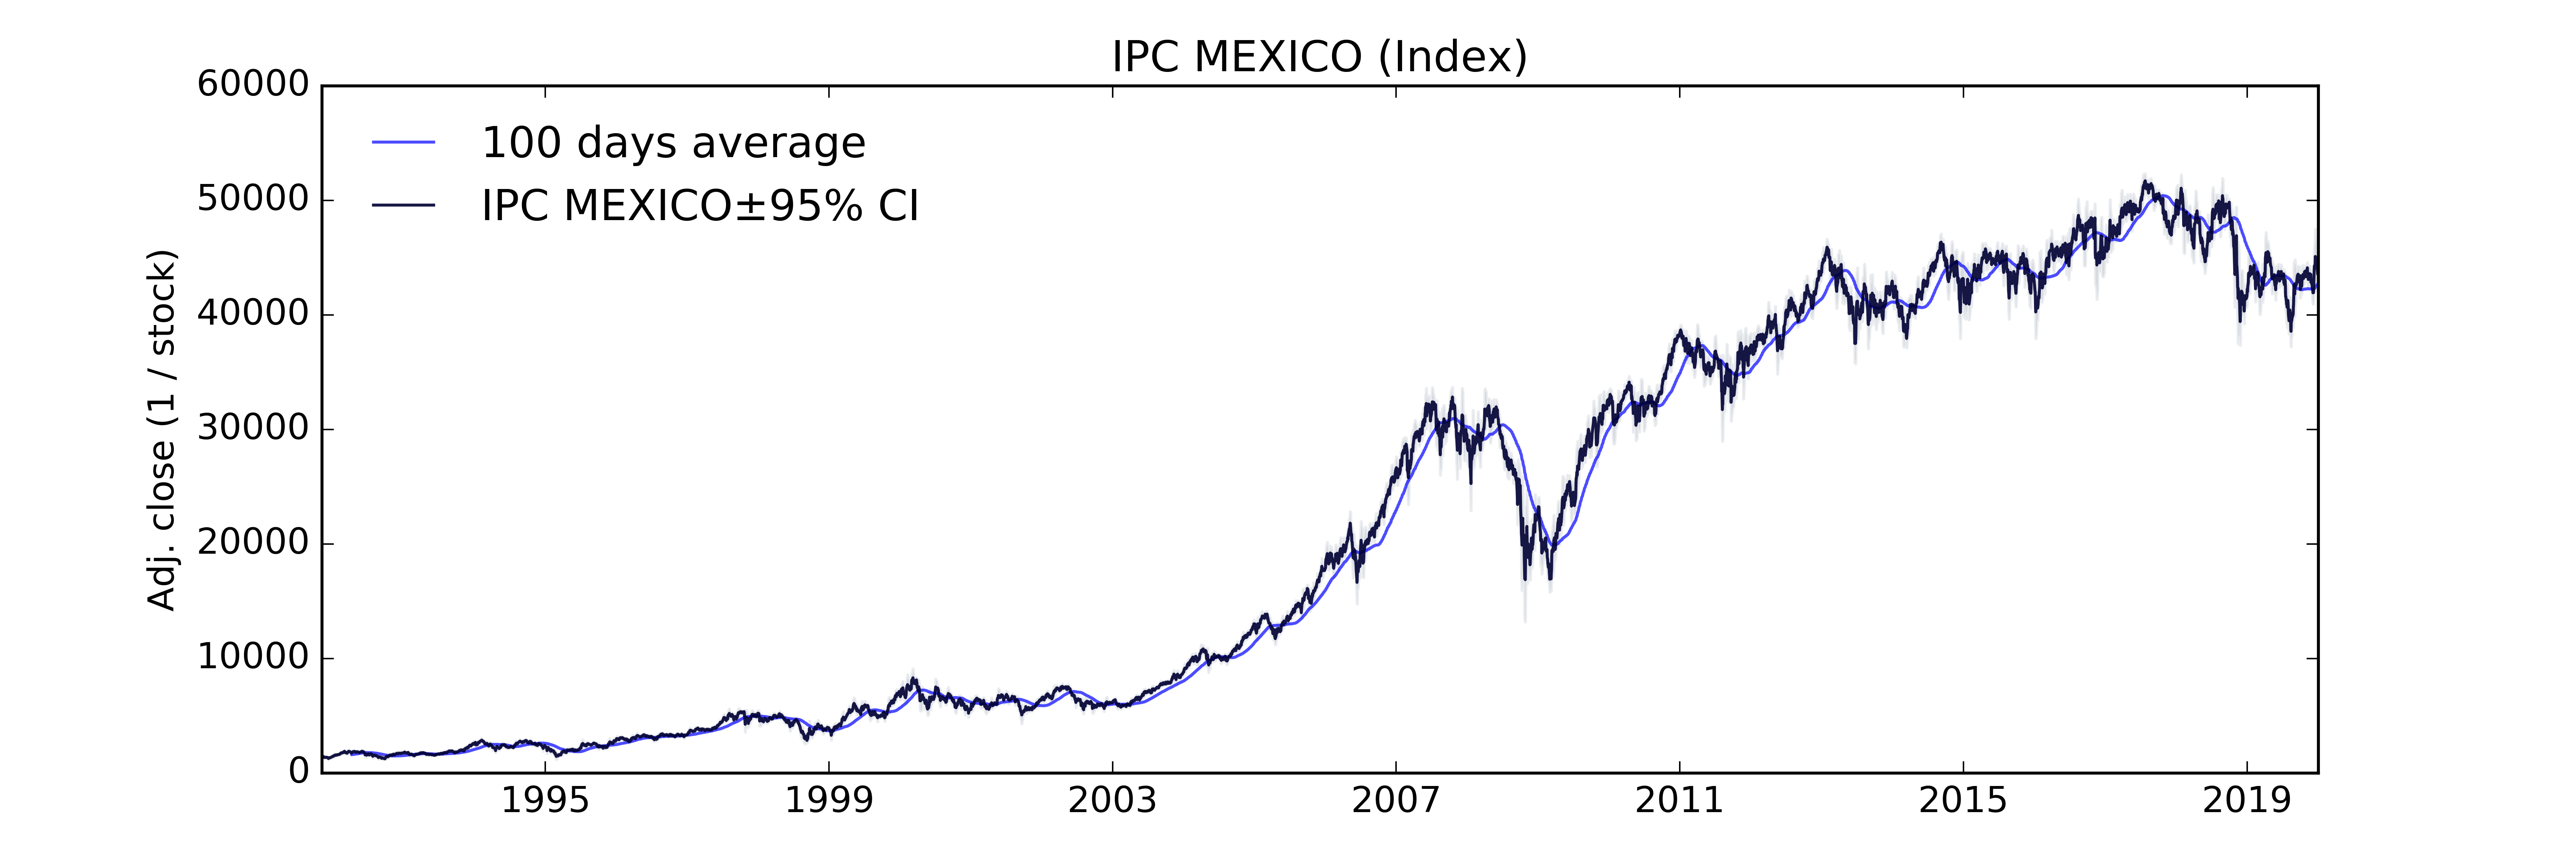 IPC MEXICO (Index)
60000
50000
40000
30000
20000
10000
0
Adj. close (1 / stock)
100 days average
IPC MEXICO±95% CI
1995 1999 2003 2007 2011 2015 2019